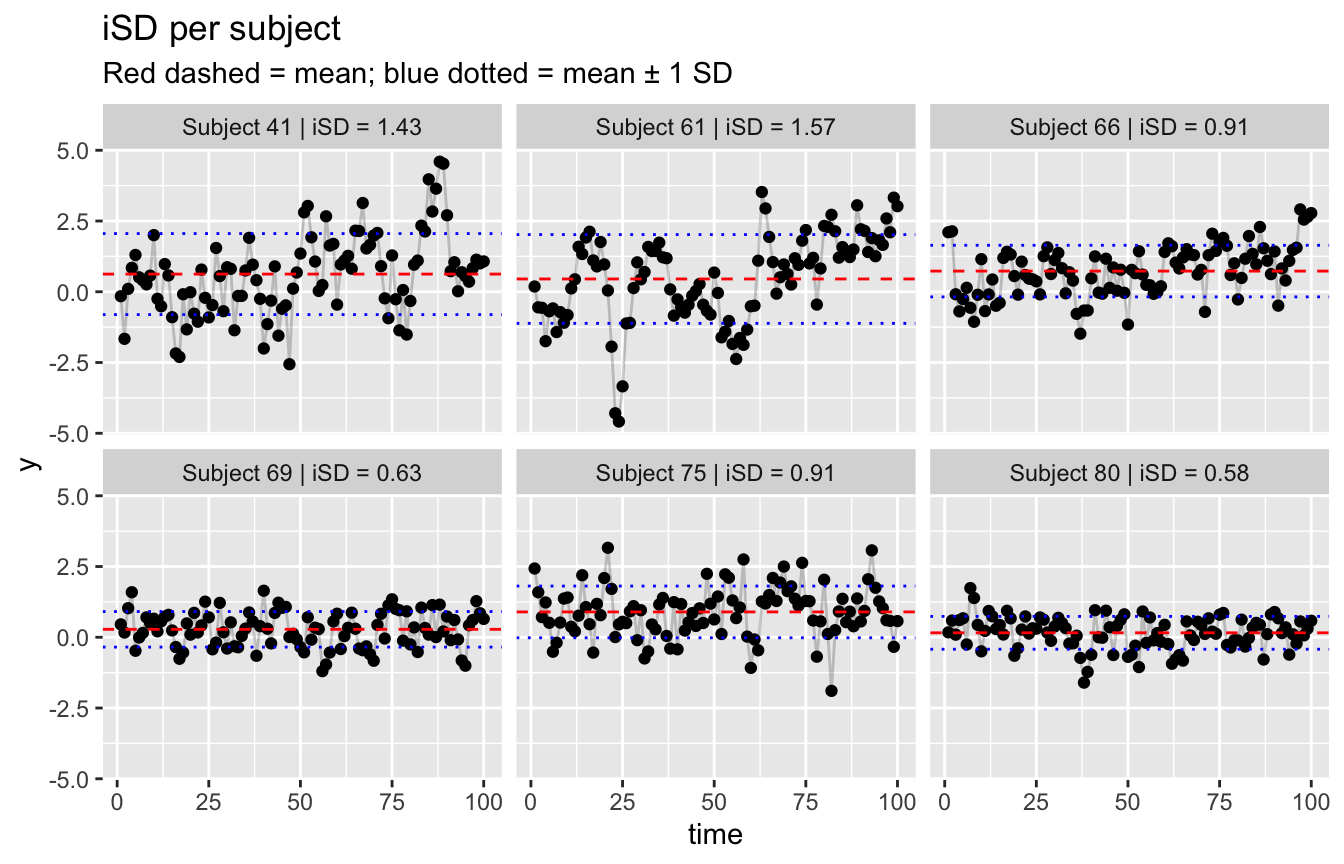 iSD per subject
Red dashed = mean; blue dotted = mean ± 1 SD
Subject 41 | iSD = 1.43
Subject 61 | iSD = 1.57
Subject 66 | iSD = 0.91
5.0
2.5
0.0
-2.5
-5.0
y
Subject 69 | iSD = 0.63
Subject 75 | iSD = 0.91
Subject 80 | iSD = 0.58
5.0
2.5
0.0
-2.5
-5.0
0 25 50 75 100
0 25 50 75 100
0 25 50 75 100
time